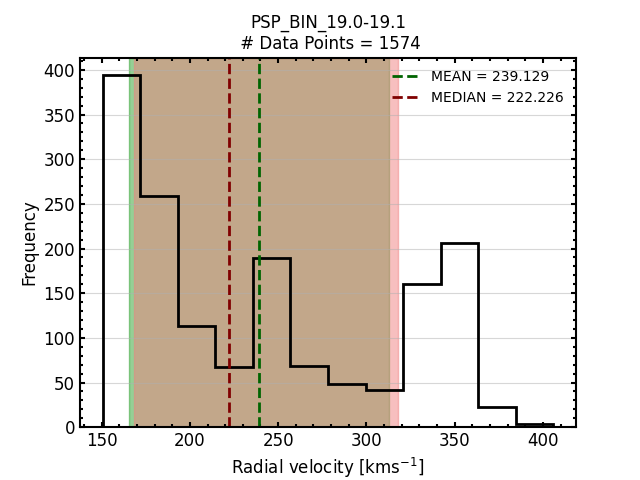 PSP_BIN_19.0-19.1
# Data Points = 1574
MEAN = 239.129
MEDIAN = 222.226
Frequency
400
350
300
250
200
150
100
50
0
150 200 250 300 350 400
Radial velocity [kms⁻¹]